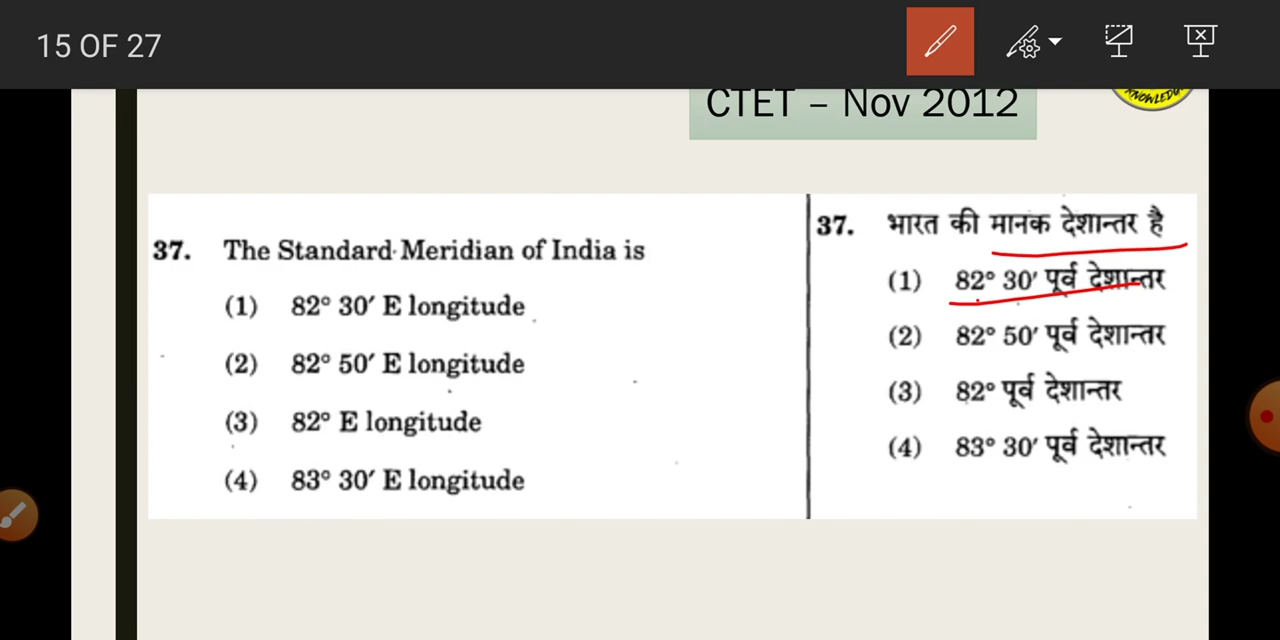 15 OF 27
CTET – Nov 2012
KNOWLEDGE
37. The Standard Meridian of India is
(1) 82° 30′ E longitude
(2) 82° 50′ E longitude
(3) 82° E longitude
(4) 83° 30′ E longitude
37. भारत की मानक देशान्तर है
(1) 82° 30′ पूर्व देशान्तर
(2) 82° 50′ पूर्व देशान्तर
(3) 82° पूर्व देशान्तर
(4) 83° 30′ पूर्व देशान्तर